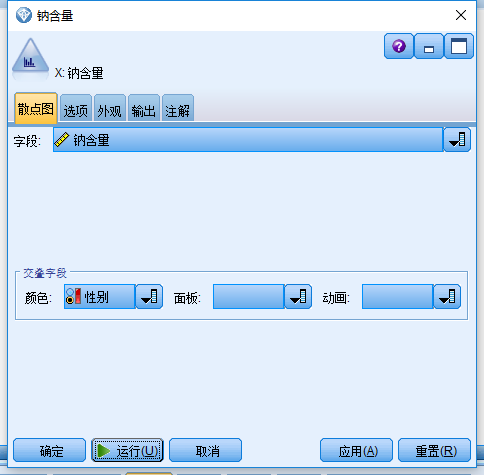 钠含量
X: 钠含量
散点图 选项 外观 输出 注解
字段: 钠含量
交叠字段
颜色: 性别 面板: 动画:
确定 运行(U) 取消 应用(A) 重置(R)